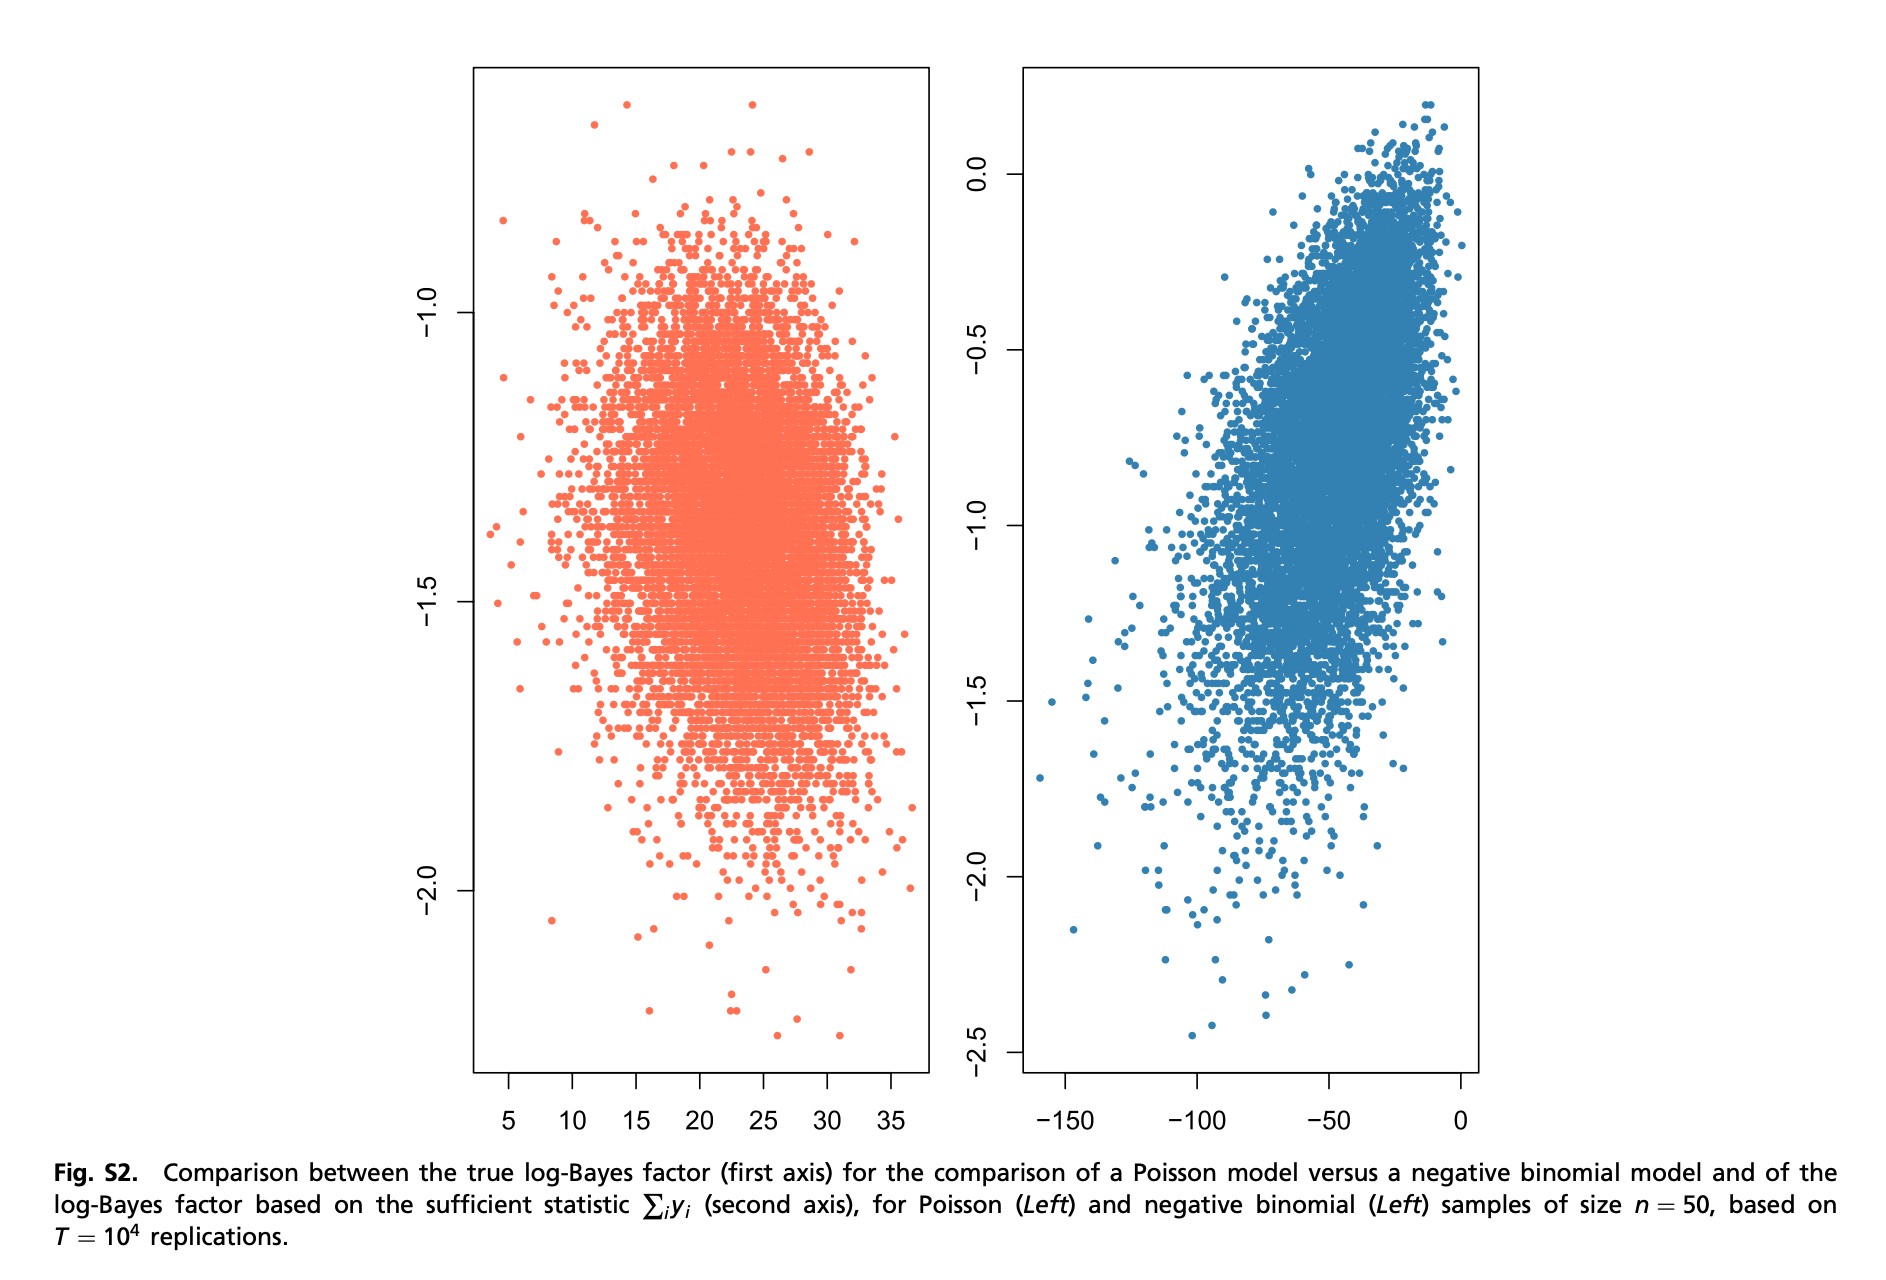 −1.0
−1.5
−2.0
5 10 15 20 25 30 35
0.0
−0.5
−1.0
−1.5
−2.0
−2.5
−150 −100 −50 0
Fig. S2. Comparison between the true log-Bayes factor (first axis) for the comparison of a Poisson model versus a negative binomial model and of the
log-Bayes factor based on the sufficient statistic ∑ᵢyᵢ (second axis), for Poisson (Left) and negative binomial (Left) samples of size n = 50, based on
T = 10⁴ replications.